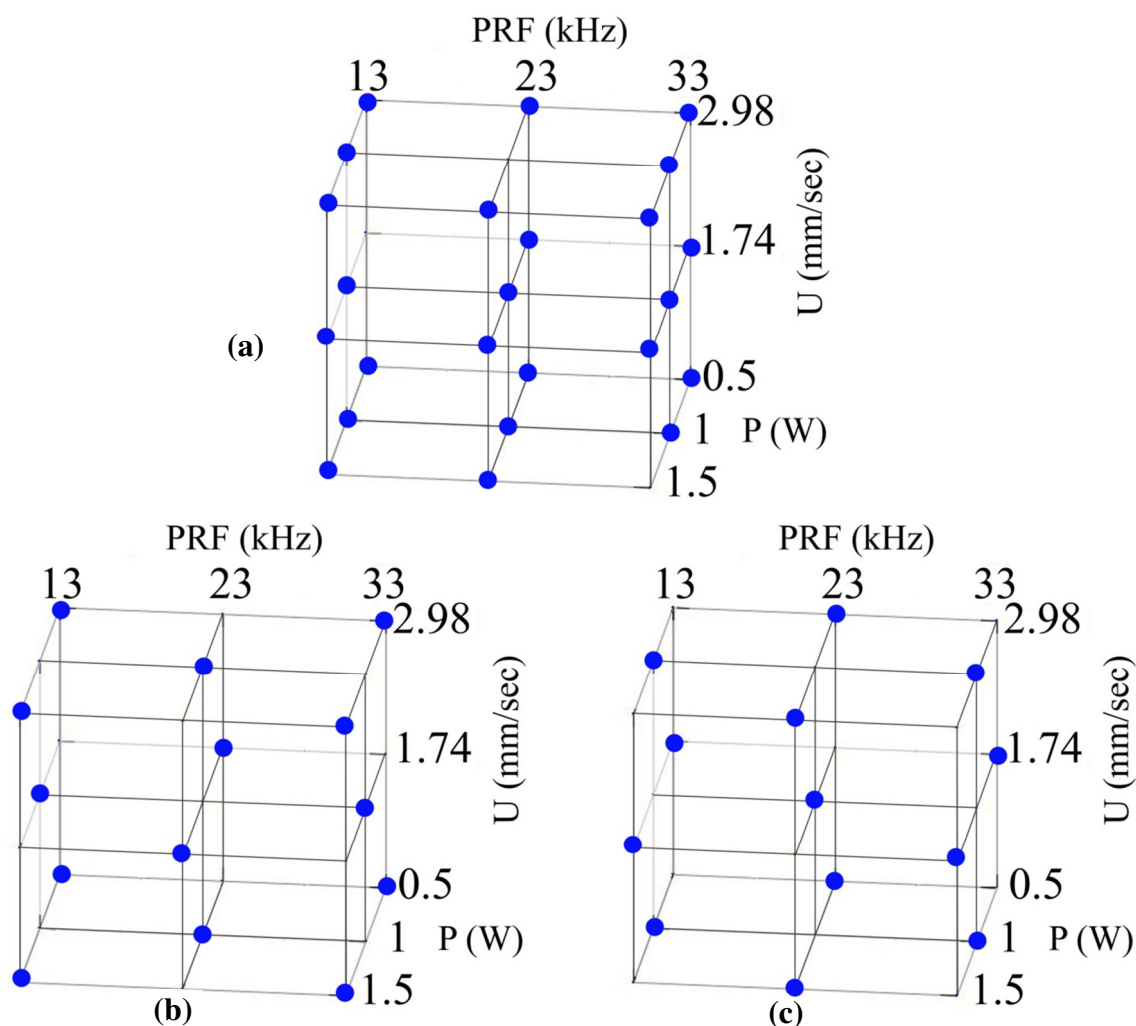 PRF (kHz)
13 23 33
2.98
U (mm/sec)
1.74
(a)
0.5
1 P (W)
1.5
PRF (kHz)
13 23 33
2.98
U (mm/sec)
1.74
0.5
1 P (W)
1.5
(b)
PRF (kHz)
13 23 33
2.98
U (mm/sec)
1.74
0.5
1 P (W)
1.5
(c)